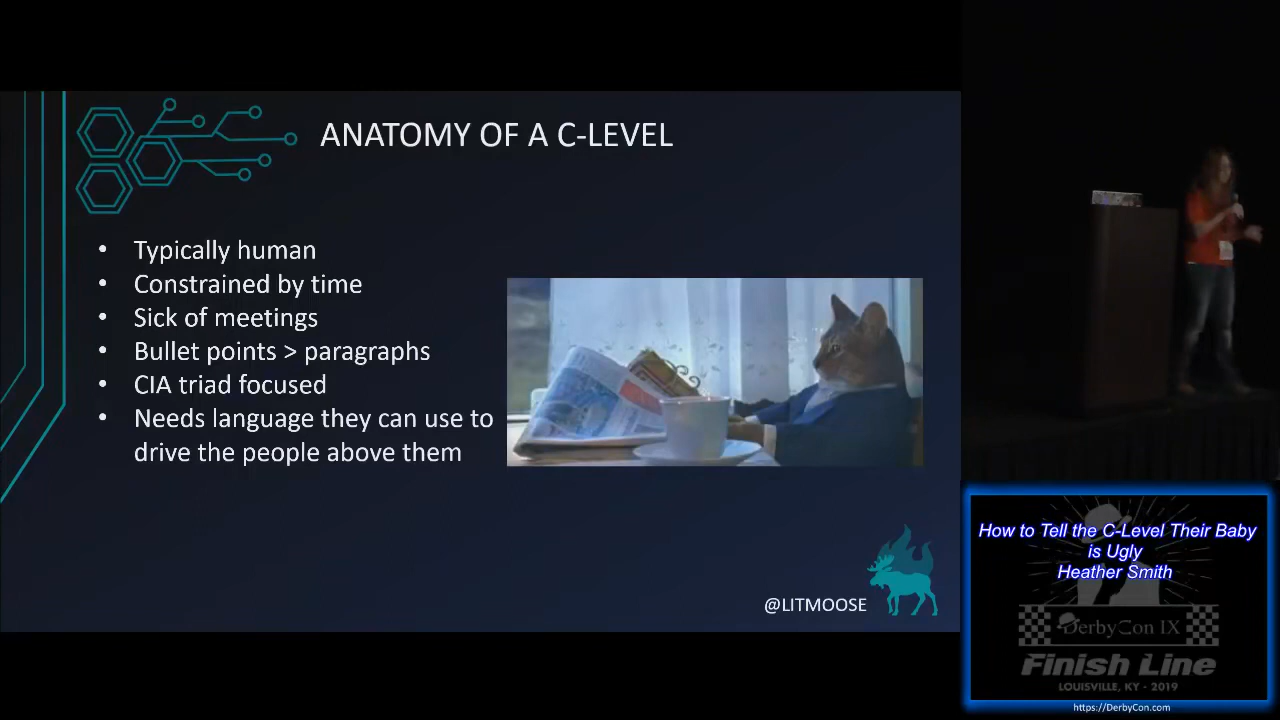 ANATOMY OF A C-LEVEL
• Typically human
• Constrained by time
• Sick of meetings
• Bullet points > paragraphs
• CIA triad focused
• Needs language they can use to
drive the people above them
@LITMOOSE
How to Tell the C-Level Their Baby
is Ugly
Heather Smith
DerbyCon IX
Finish Line
LOUISVILLE, KY - 2019
https://DerbyCon.com